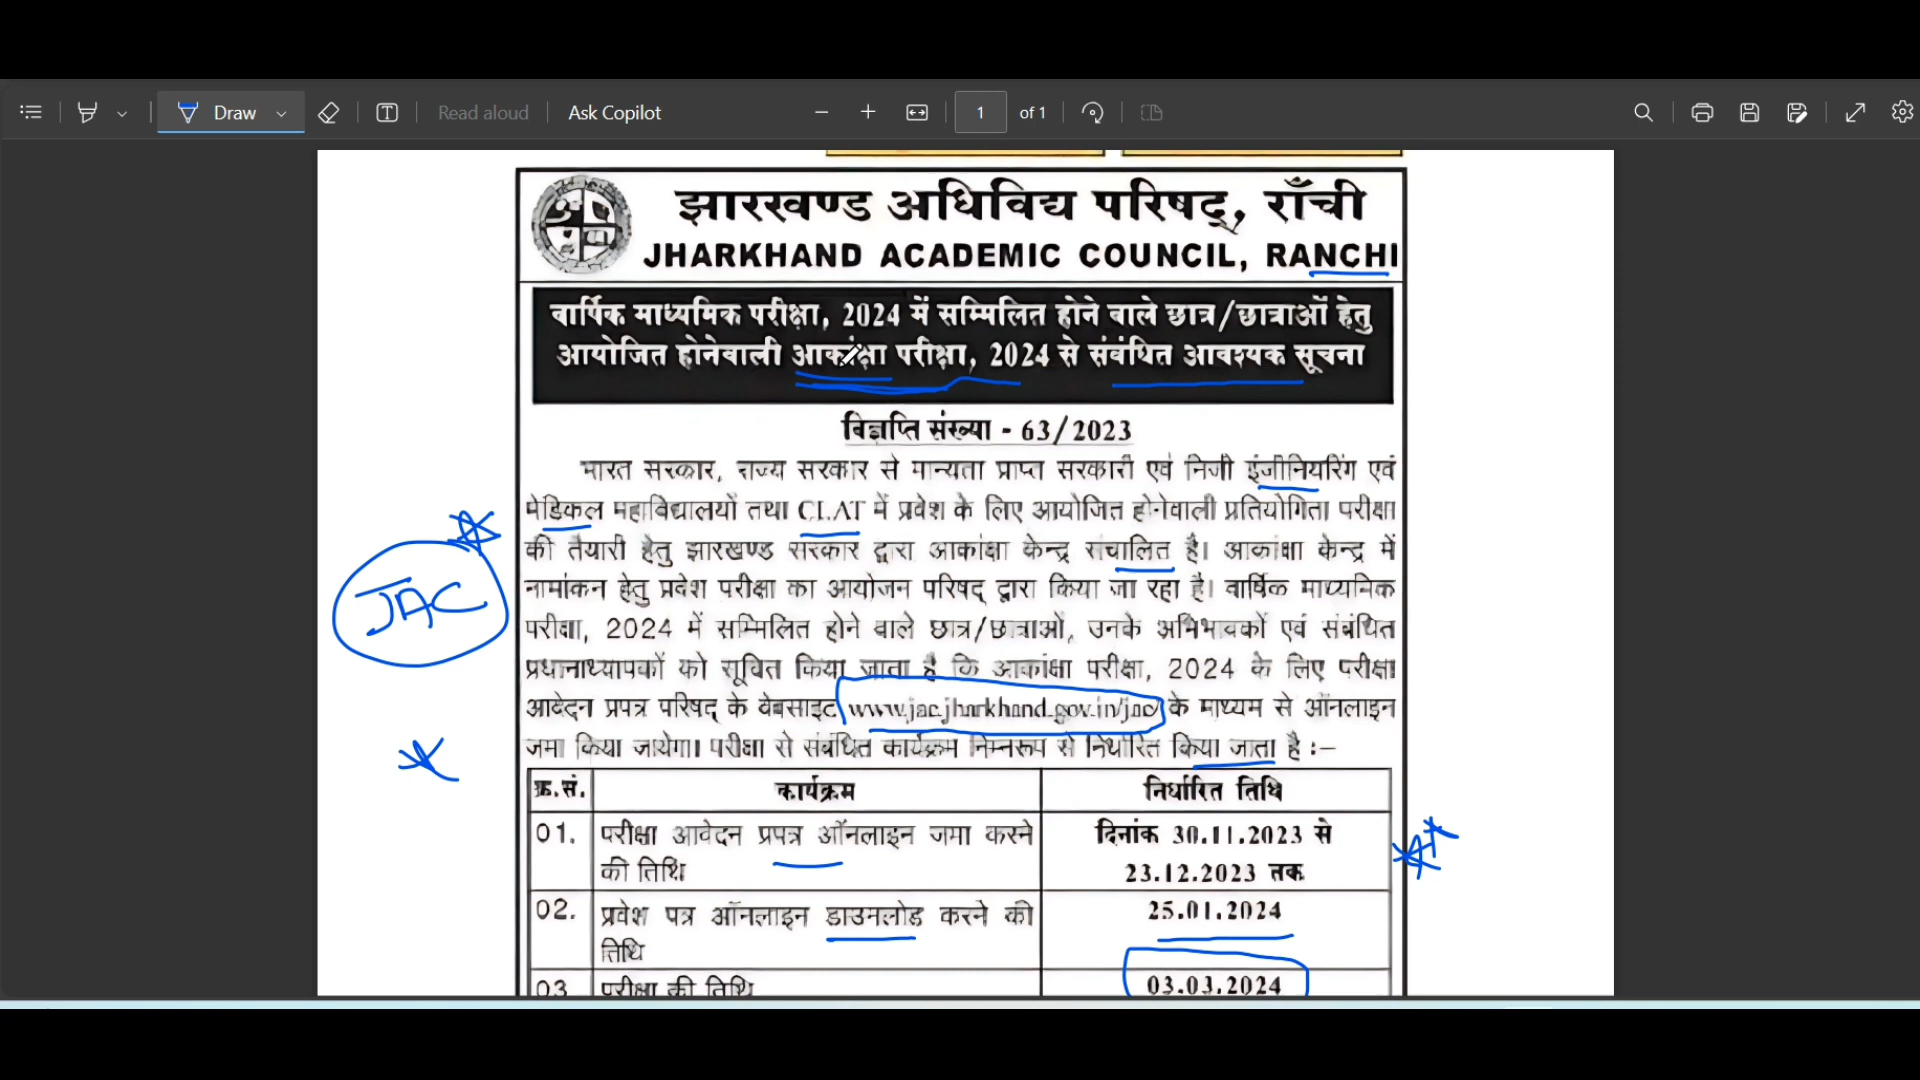 Draw
Read aloud
Ask Copilot
1
of 1
झारखण्ड अधिविद्य परिषद्, राँची
JHARKHAND ACADEMIC COUNCIL, RANCHI
वार्षिक माध्यमिक परीक्षा, 2024 में सम्मिलित होने वाले छात्र/छात्राओं हेतु
आयोजित होनेवाली आकांक्षा परीक्षा, 2024 से संबंधित आवश्यक सूचना
विज्ञप्ति संख्या - 63/2023
भारत सरकार, राज्य सरकार से मान्यता प्राप्त सरकारी एवं निजी इंजीनियरिंग एवं
मेडिकल महाविद्यालयों तथा CLAT में प्रवेश के लिए आयोजित होनेवाली प्रतियोगिता परीक्षा
की तैयारी हेतु झारखण्ड सरकार द्वारा आकांक्षा केन्द्र संचालित है। आकांक्षा केन्द्र में
नामांकन हेतु प्रवेश परीक्षा का आयोजन परिषद् द्वारा किया जा रहा है। वार्षिक माध्यमिक
परीक्षा, 2024 में सम्मिलित होने वाले छात्र/छात्राओं, उनके अभिभावकों एवं संबंधित
प्रधानाध्यापकों को सूचित किया जाता है कि आकांक्षा परीक्षा, 2024 के लिए परीक्षा
आवेदन प्रपत्र परिषद् के वेबसाइट www.jac.jharkhand.gov.in/jac के माध्यम से ऑनलाइन
जमा किया जायेगा। परीक्षा से संबंधित कार्यक्रम निम्नरूप से निर्धारित किया जाता है :-
JAC
क्र.सं. कार्यक्रम निर्धारित तिथि
01. परीक्षा आवेदन प्रपत्र ऑनलाइन जमा करने दिनांक 30.11.2023 से
की तिथि 23.12.2023 तक
02. प्रवेश पत्र ऑनलाइन डाउनलोड करने की 25.01.2024
तिथि
03 परीक्षा की तिथि 03.03.2024